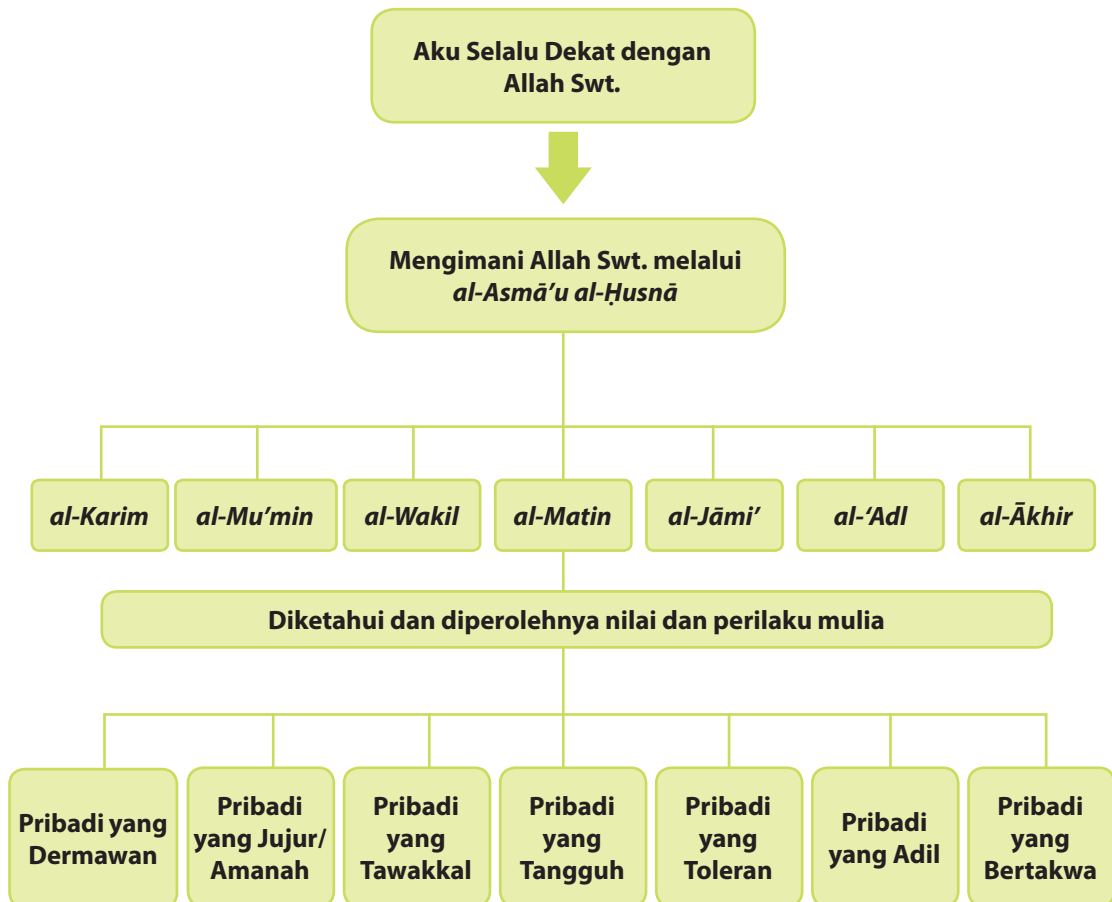 Aku Selalu Dekat dengan
Allah Swt.
Mengimani Allah Swt. melalui
al-Asmā'u al-Ḥusnā
al-Karim
al-Mu’min
al-Wakil
al-Matin
al-Jāmi’
al-‘Adl
al-Ākhir
Diketahui dan diperolehnya nilai dan perilaku mulia
Pribadi yang
Dermawan
Pribadi
yang Jujur/
Amanah
Pribadi
yang
Tawakkal
Pribadi
yang
Tangguh
Pribadi
yang
Toleran
Pribadi
yang Adil
Pribadi
yang
Bertakwa